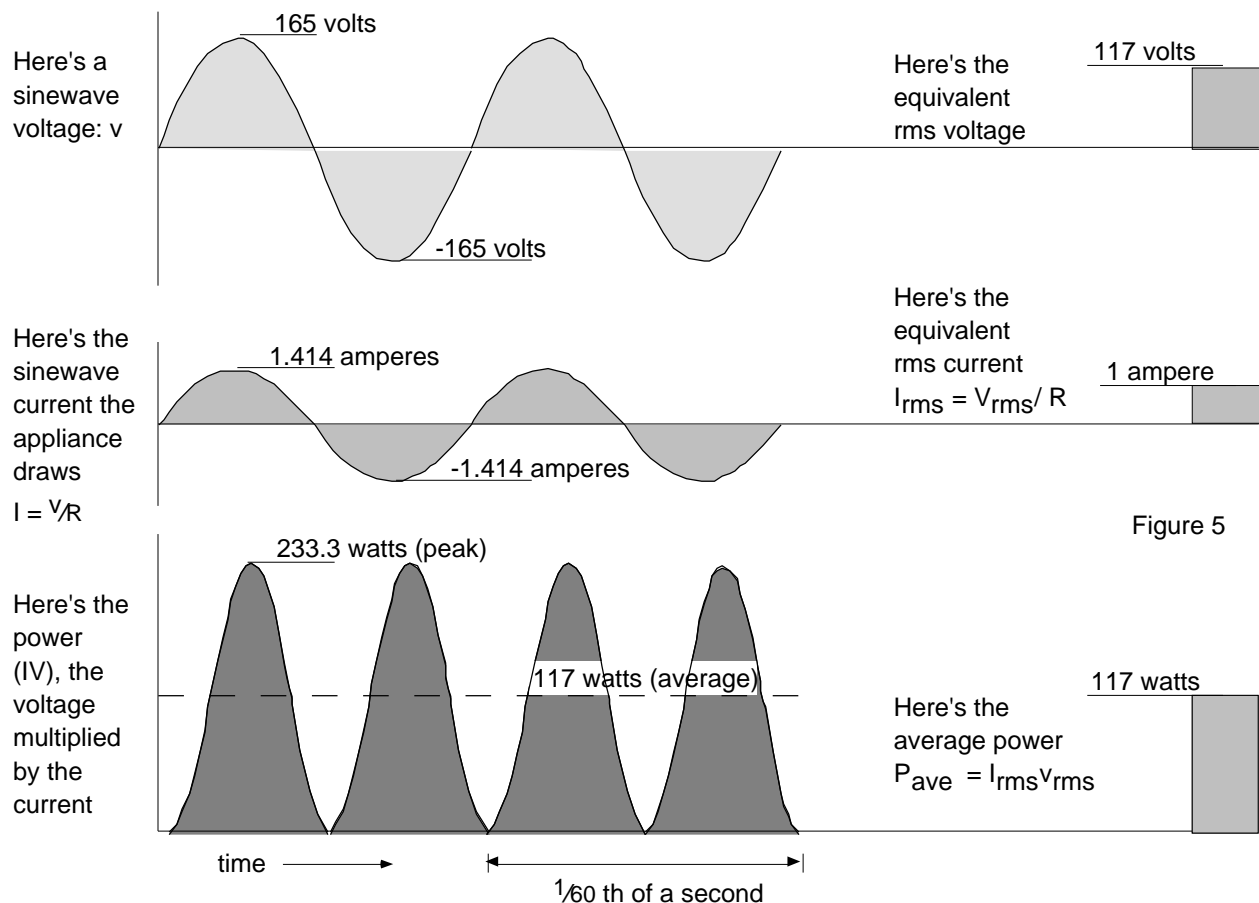 165 volts
Here's a
sinewave
voltage: v
-165 volts
Here's the
equivalent
rms voltage
117 volts
Here's the
sinewave
current the
appliance
draws
I = v/R
1.414 amperes
-1.414 amperes
Here's the
equivalent
rms current
Irms = Vrms/ R
1 ampere
Figure 5
Here's the
power
(IV), the
voltage
multiplied
by the
current
233.3 watts (peak)
117 watts (average)
Here's the
average power
Pave = Irmsvrms
117 watts
time
1/60 th of a second